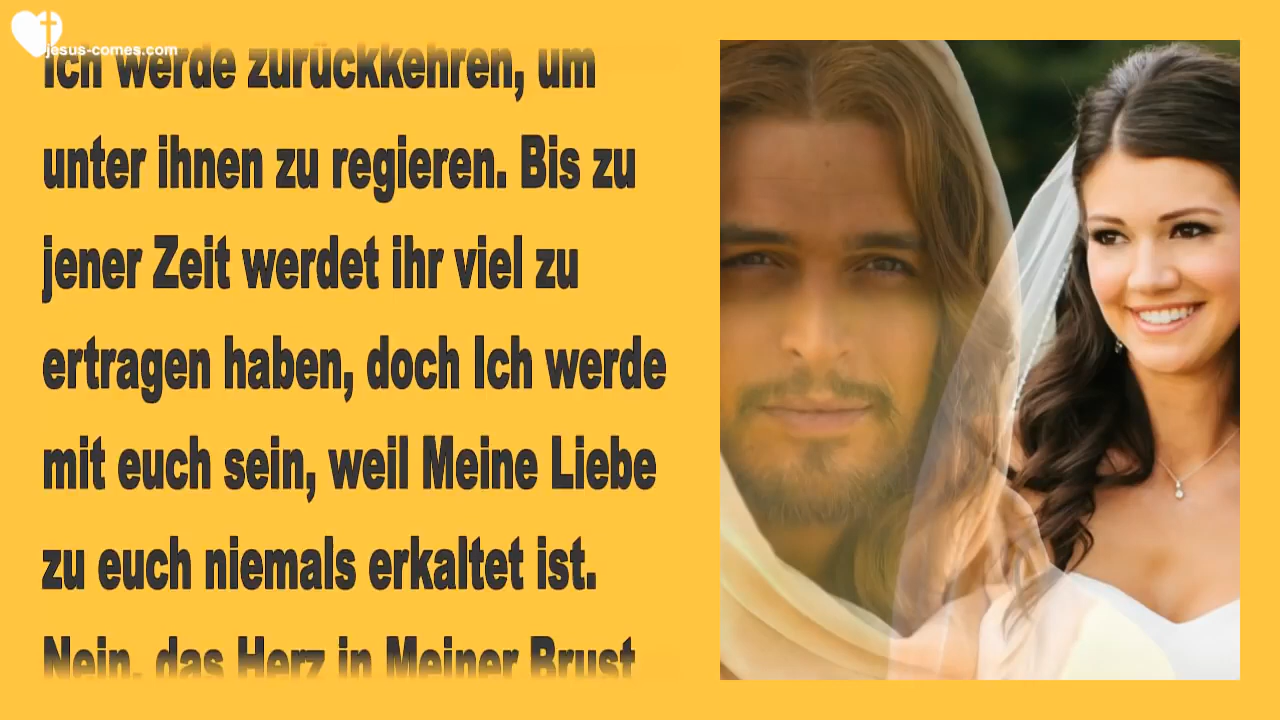 jesus-comes.com
Ich werde zurückkehren, um
unter ihnen zu regieren. Bis zu
jener Zeit werdet ihr viel zu
ertragen haben, doch Ich werde
mit euch sein, weil Meine Liebe
zu euch niemals erkaltet ist.
Nein, das Herz in Meiner Brust